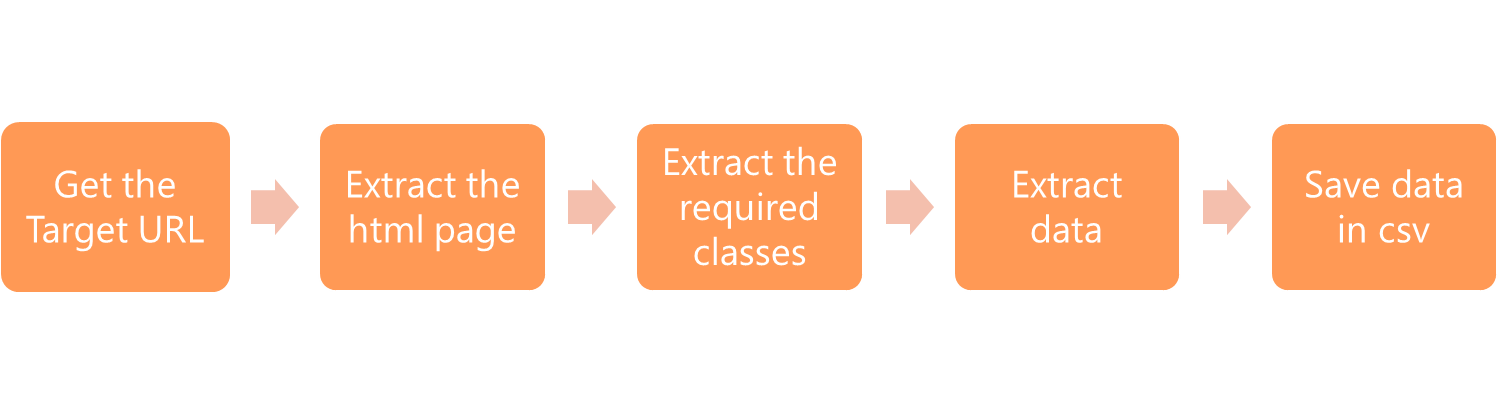 Get the
Target URL
Extract the
html page
Extract the
required
classes
Extract
data
Save data
in csv